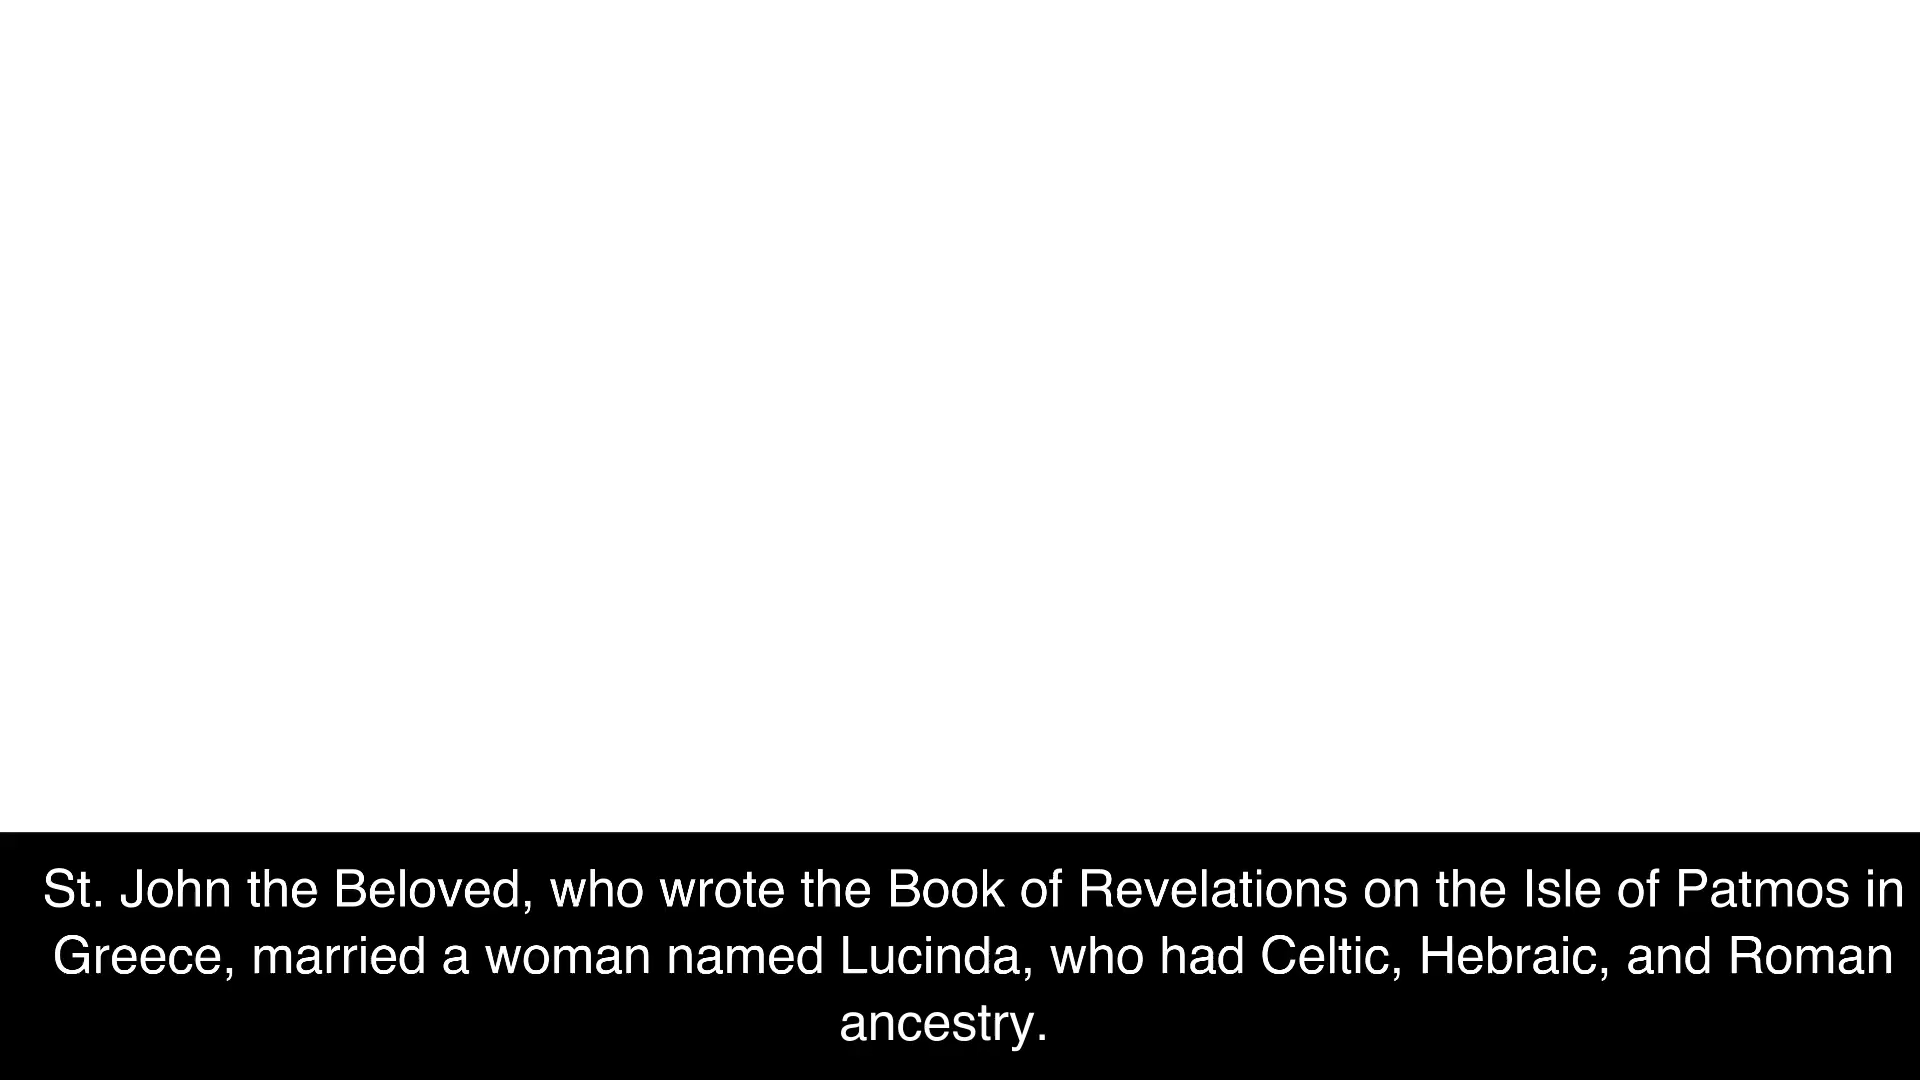 St. John the Beloved, who wrote the Book of Revelations on the Isle of Patmos in
Greece, married a woman named Lucinda, who had Celtic, Hebraic, and Roman
ancestry.